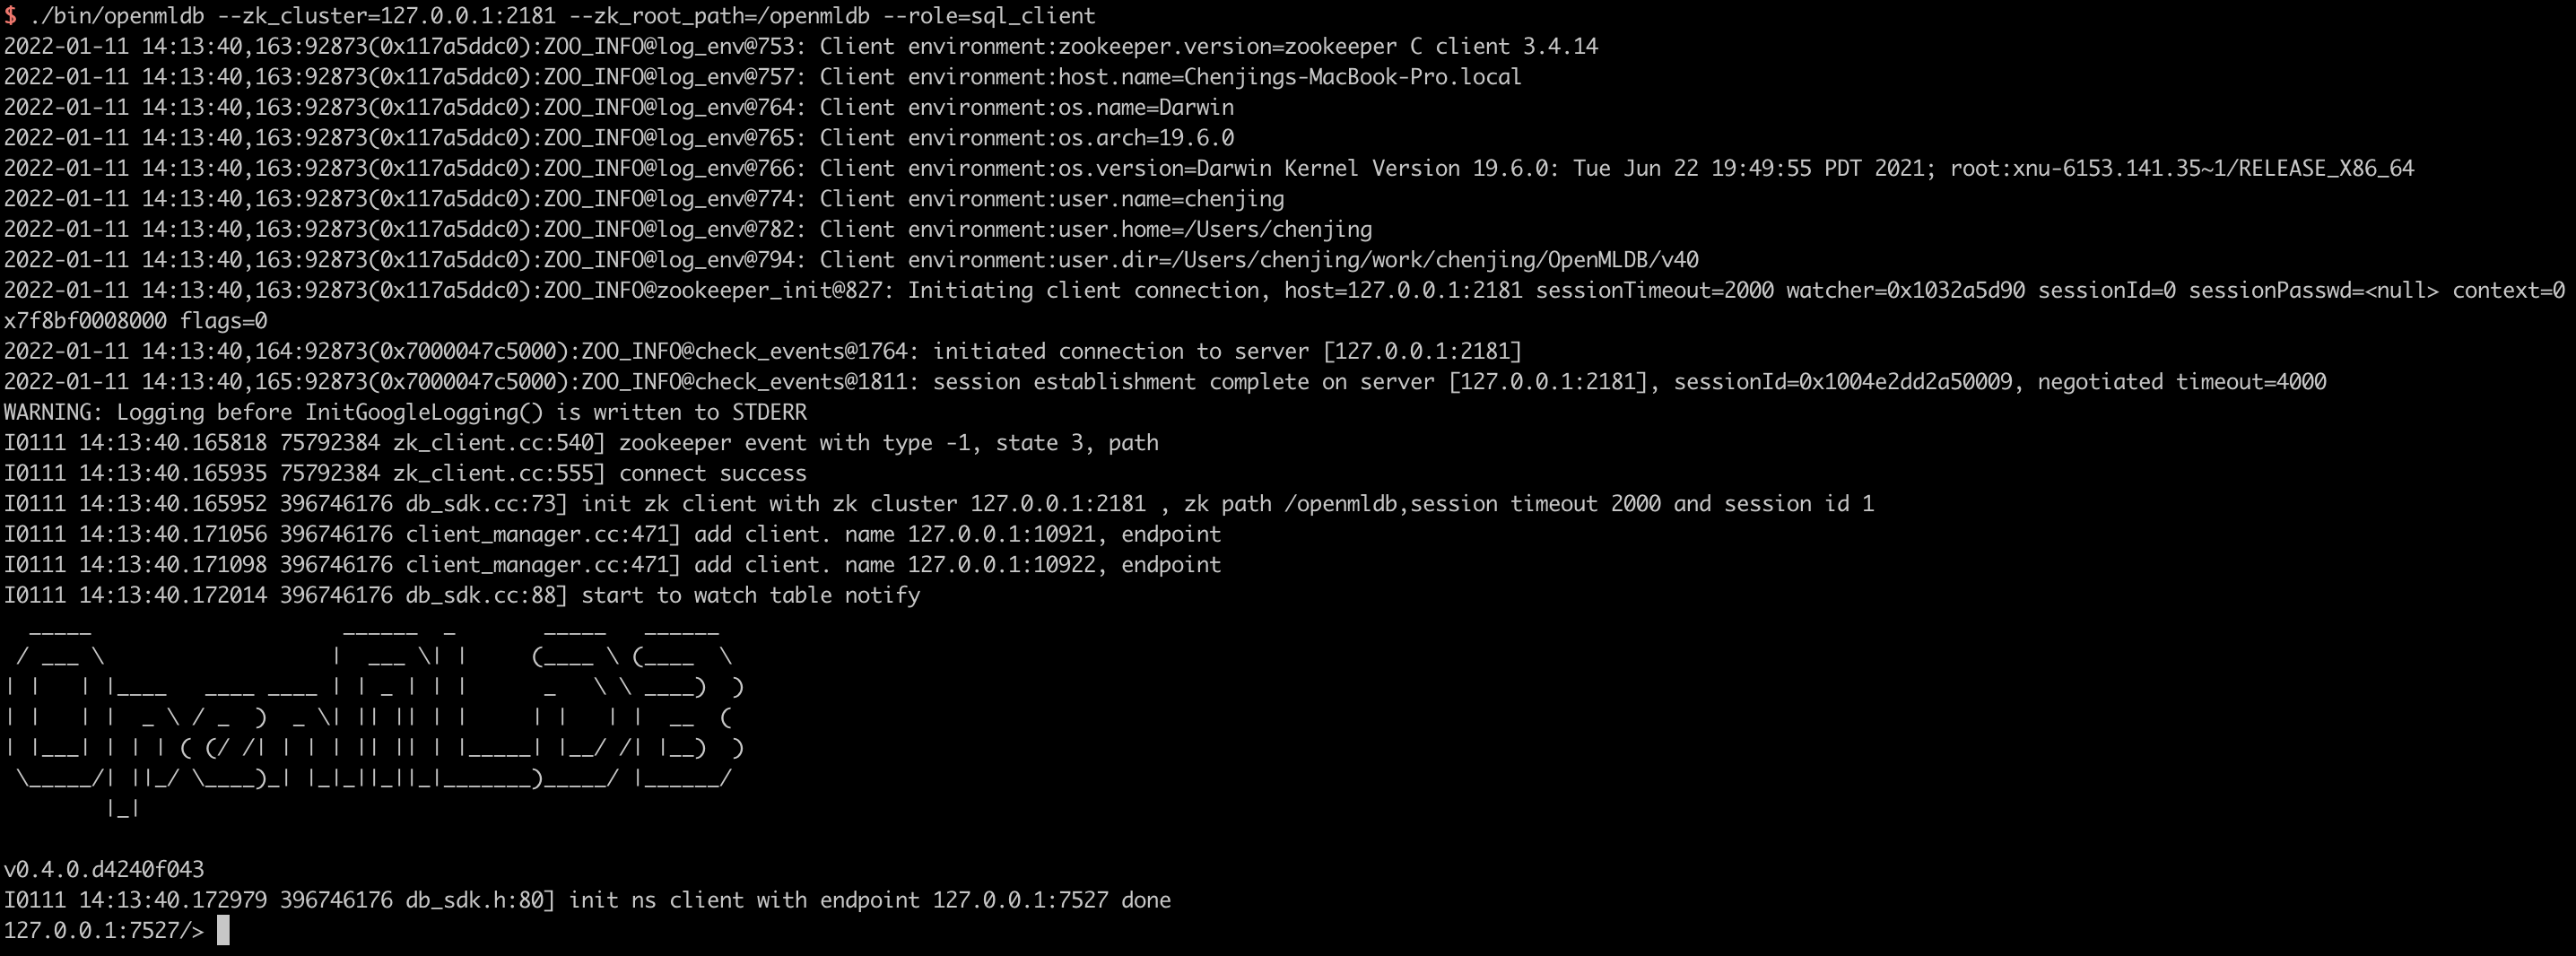 $ ./bin/openmldb --zk_cluster=127.0.0.1:2181 --zk_root_path=/openmldb --role=sql_client
2022-01-11 14:13:40,163:92873(0x117a5ddc0):ZOO_INFO@log_env@753: Client environment:zookeeper.version=zookeeper C client 3.4.14
2022-01-11 14:13:40,163:92873(0x117a5ddc0):ZOO_INFO@log_env@757: Client environment:host.name=Chenjings-MacBook-Pro.local
2022-01-11 14:13:40,163:92873(0x117a5ddc0):ZOO_INFO@log_env@764: Client environment:os.name=Darwin
2022-01-11 14:13:40,163:92873(0x117a5ddc0):ZOO_INFO@log_env@765: Client environment:os.arch=19.6.0
2022-01-11 14:13:40,163:92873(0x117a5ddc0):ZOO_INFO@log_env@766: Client environment:os.version=Darwin Kernel Version 19.6.0: Tue Jun 22 19:49:55 PDT 2021; root:xnu-6153.141.35~1/RELEASE_X86_64
2022-01-11 14:13:40,163:92873(0x117a5ddc0):ZOO_INFO@log_env@774: Client environment:user.name=chenjing
2022-01-11 14:13:40,163:92873(0x117a5ddc0):ZOO_INFO@log_env@782: Client environment:user.home=/Users/chenjing
2022-01-11 14:13:40,163:92873(0x117a5ddc0):ZOO_INFO@log_env@794: Client environment:user.dir=/Users/chenjing/work/chenjing/OpenMLDB/v40
2022-01-11 14:13:40,163:92873(0x117a5ddc0):ZOO_INFO@zookeeper_init@827: Initiating client connection, host=127.0.0.1:2181 sessionTimeout=2000 watcher=0x1032a5d90 sessionId=0 sessionPasswd=<null> context=0
x7f8bf0008000 flags=0
2022-01-11 14:13:40,164:92873(0x7000047c5000):ZOO_INFO@check_events@1764: initiated connection to server [127.0.0.1:2181]
2022-01-11 14:13:40,165:92873(0x7000047c5000):ZOO_INFO@check_events@1811: session establishment complete on server [127.0.0.1:2181], sessionId=0x1004e2dd2a50009, negotiated timeout=4000
WARNING: Logging before InitGoogleLogging() is written to STDERR
I0111 14:13:40.165818 75792384 zk_client.cc:540] zookeeper event with type -1, state 3, path
I0111 14:13:40.165935 75792384 zk_client.cc:555] connect success
I0111 14:13:40.165952 396746176 db_sdk.cc:73] init zk client with zk cluster 127.0.0.1:2181 , zk path /openmldb,session timeout 2000 and session id 1
I0111 14:13:40.171056 396746176 client_manager.cc:471] add client. name 127.0.0.1:10921, endpoint
I0111 14:13:40.171098 396746176 client_manager.cc:471] add client. name 127.0.0.1:10922, endpoint
I0111 14:13:40.172014 396746176 db_sdk.cc:88] start to watch table notify
OpenMLDB
v0.4.0.d4240f043
I0111 14:13:40.172979 396746176 db_sdk.h:80] init ns client with endpoint 127.0.0.1:7527 done
127.0.0.1:7527/>